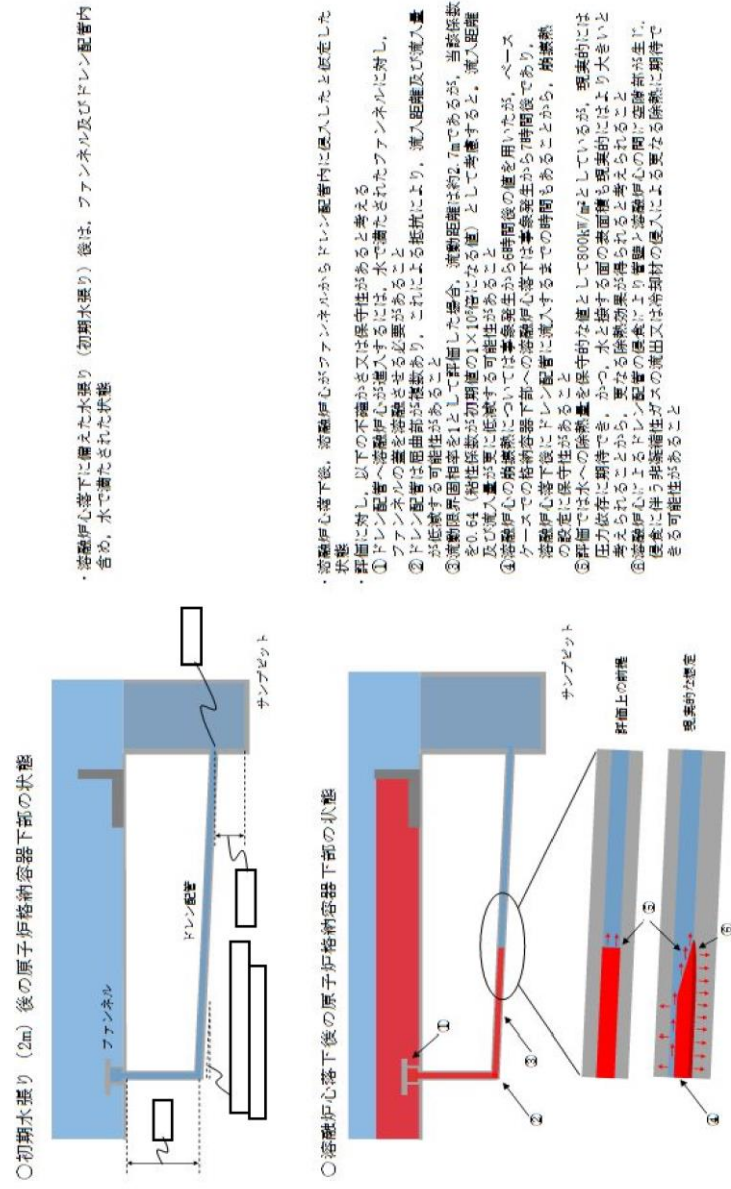 ○初期水張り（2m）後の原子炉格納容器下部の状態
ファンネル
ドレン配管
サンプピット
・溶融炉心落下に備えた水張り（初期水張り）後は，ファンネル及びドレン配管内
含め，水で満たされた状態
○溶融炉心落下後の原子炉格納容器下部の状態
①
②
③
サンプピット
評価上の前提
⑤
現実的な想定
④
⑥
・溶融炉心落下後，溶融炉心がファンネルからドレン配管内に侵入したと仮定した
状態
・評価に対し，以下の不確かさ又は保守性があると考える
①ドレン配管へ溶融炉心が進入するには，水で満たされたファンネルに対し，
ファンネルの蓋を溶融させる必要があること
②ドレン配管は屈曲部が複数あり，これによる抵抗により，流入距離及び流入量
が低減する可能性があること
③流動限界固相率を1として評価した場合，流動距離は約2.7mであるが，当該係数
を0.64（粘性係数が初期値の1×10⁵倍になる値）として考慮すると，流入距離
及び流入量が更に低減する可能性があること
④溶融炉心の崩壊熱については事象発生から6時間後の値を用いたが，ベース
ケースでの格納容器下部への溶融炉心落下は事象発生から7時間後であり，
溶融炉心落下後にドレン配管に流入するまでの時間もあることから，崩壊熱
の設定に保守性があること
⑤評価では水への除熱量を保守的な値として800kW/m²としているが，現実的には
圧力依存に期待でき，かつ，水と接する面の表面積も現実的にはより大きいと
考えられることから，更なる除熱効果が得られると考えられること
⑥溶融炉心によるドレン配管の侵食により管壁と溶融炉心の間に空隙部が生じ，
侵食に伴う非凝縮性ガスの流出又は冷却材の侵入による更なる除熱に期待で
きる可能性があること